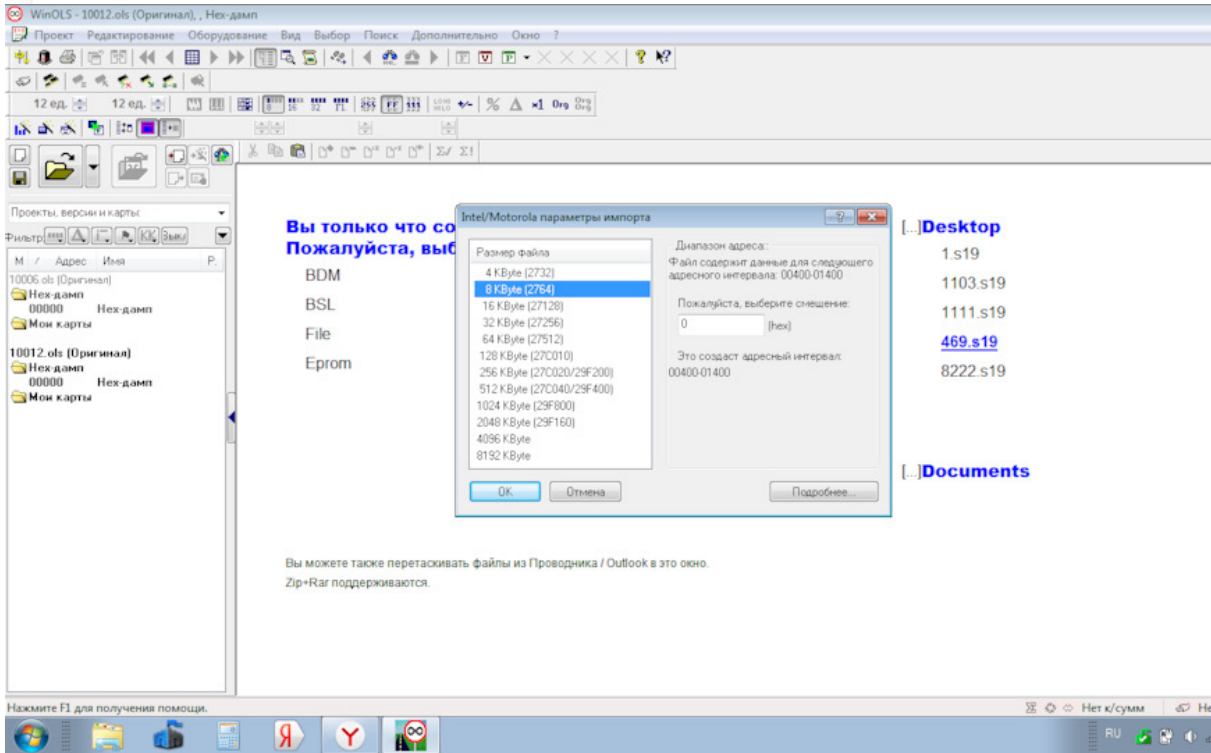 WinOLS - 10012.ols (Оригинал), , Hex-дамп
Проект Редактирование Оборудование Вид Выбор Поиск Дополнительно Окно ?
12 ед. 12 ед.
Проекты, версии и карты:
Фильтр
М / Адрес Имя Р.
10006.ols (Оригинал)
Hex-дамп
00000 Hex-дамп
Мои карты
10012.ols (Оригинал)
Hex-дамп
00000 Hex-дамп
Мои карты
Вы только что со
Пожалуйста, выб
BDM
BSL
File
Eprom
Intel/Motorola параметры импорта
Размер файла
4 KByte (2732)
8 KByte (2764)
16 KByte (27128)
32 KByte (27256)
64 KByte (27512)
128 KByte (27C010)
256 KByte (27C020/29F200)
512 KByte (27C040/29F400)
1024 KByte (29F800)
2048 KByte (29F160)
4096 KByte
8192 KByte
Диапазон адреса:
Файл содержит данные для следующего
адресного интервала: 00400-01400
Пожалуйста, выберите смещение:
0 (hex)
Это создаст адресный интервал:
00400-01400
OK Отмена Подробнее...
[...]Desktop
1.s19
1103.s19
1111.s19
469.s19
8222.s19
[...]Documents
Вы можете также перетаскивать файлы из Проводника / Outlook в это окно.
Zip+Rar поддерживаются.
Нажмите F1 для получения помощи.
Нет к/сумм Не
RU